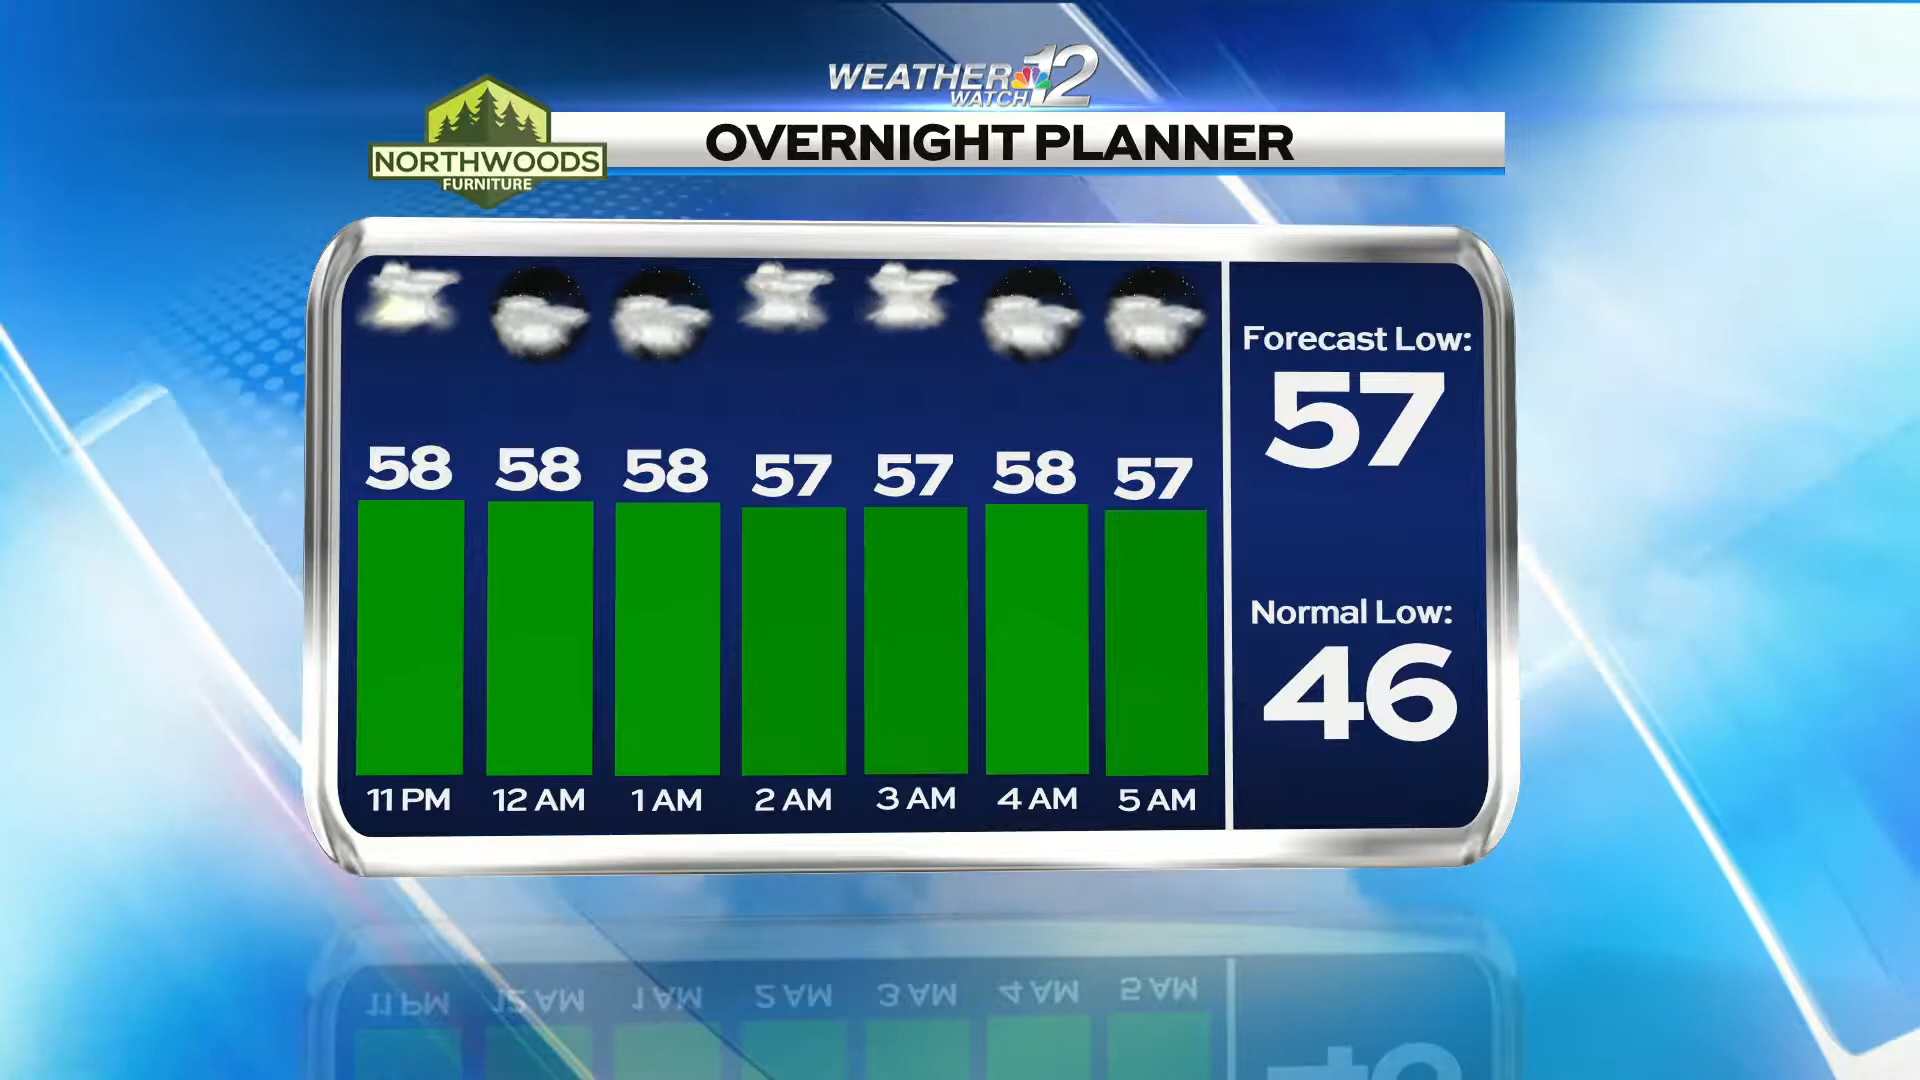 WEATHER
WATCH 12
NORTHWOODS
FURNITURE
OVERNIGHT PLANNER
58 58 58 57 57 58 57
11 PM 12 AM 1 AM 2 AM 3 AM 4 AM 5 AM
Forecast Low:
57
Normal Low:
46